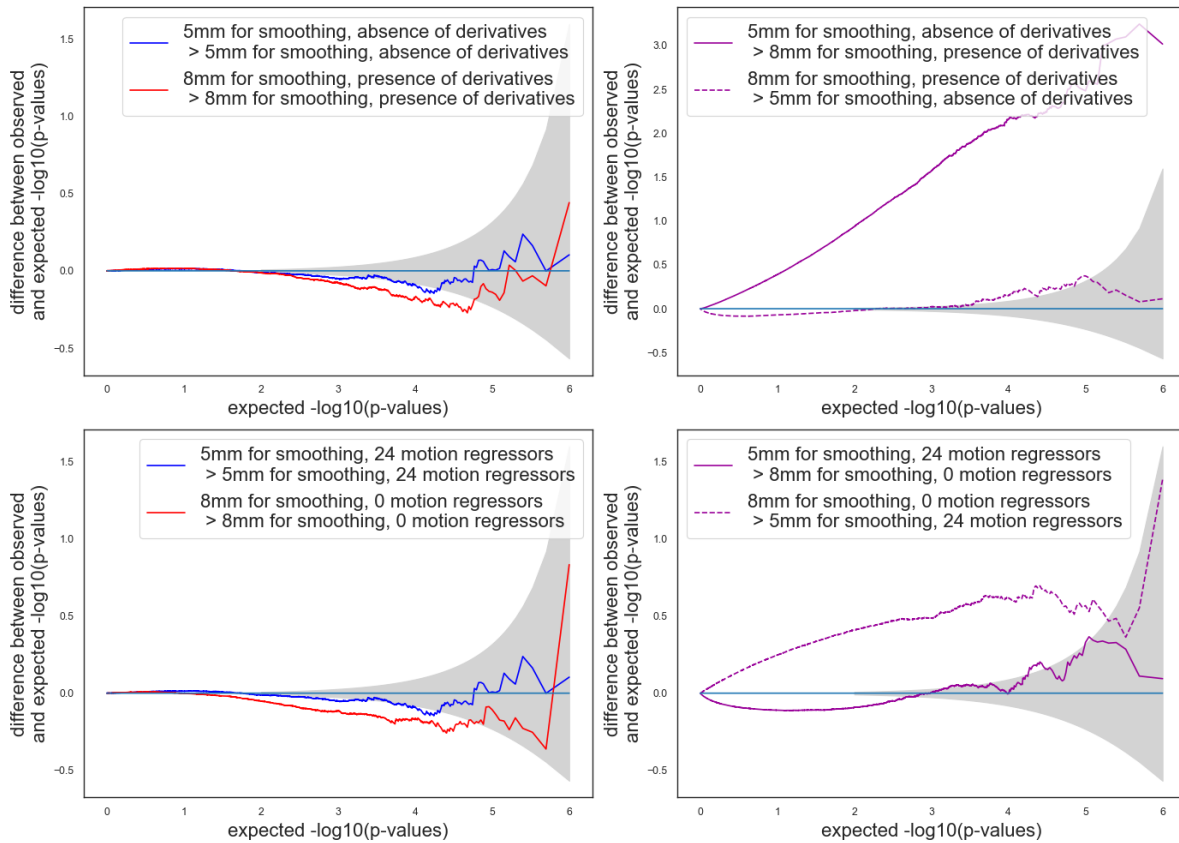 difference between observed
and expected -log10(p-values)
1.5
1.0
0.5
0.0
−0.5
5mm for smoothing, absence of derivatives
> 5mm for smoothing, absence of derivatives
8mm for smoothing, presence of derivatives
> 8mm for smoothing, presence of derivatives
0 1 2 3 4 5 6
expected -log10(p-values)
difference between observed
and expected -log10(p-values)
3.0
2.5
2.0
1.5
1.0
0.5
0.0
−0.5
5mm for smoothing, absence of derivatives
> 8mm for smoothing, presence of derivatives
8mm for smoothing, presence of derivatives
> 5mm for smoothing, absence of derivatives
0 1 2 3 4 5 6
expected -log10(p-values)
difference between observed
and expected -log10(p-values)
1.5
1.0
0.5
0.0
−0.5
5mm for smoothing, 24 motion regressors
> 5mm for smoothing, 24 motion regressors
8mm for smoothing, 0 motion regressors
> 8mm for smoothing, 0 motion regressors
0 1 2 3 4 5 6
expected -log10(p-values)
difference between observed
and expected -log10(p-values)
1.5
1.0
0.5
0.0
−0.5
5mm for smoothing, 24 motion regressors
> 8mm for smoothing, 0 motion regressors
8mm for smoothing, 0 motion regressors
> 5mm for smoothing, 24 motion regressors
0 1 2 3 4 5 6
expected -log10(p-values)